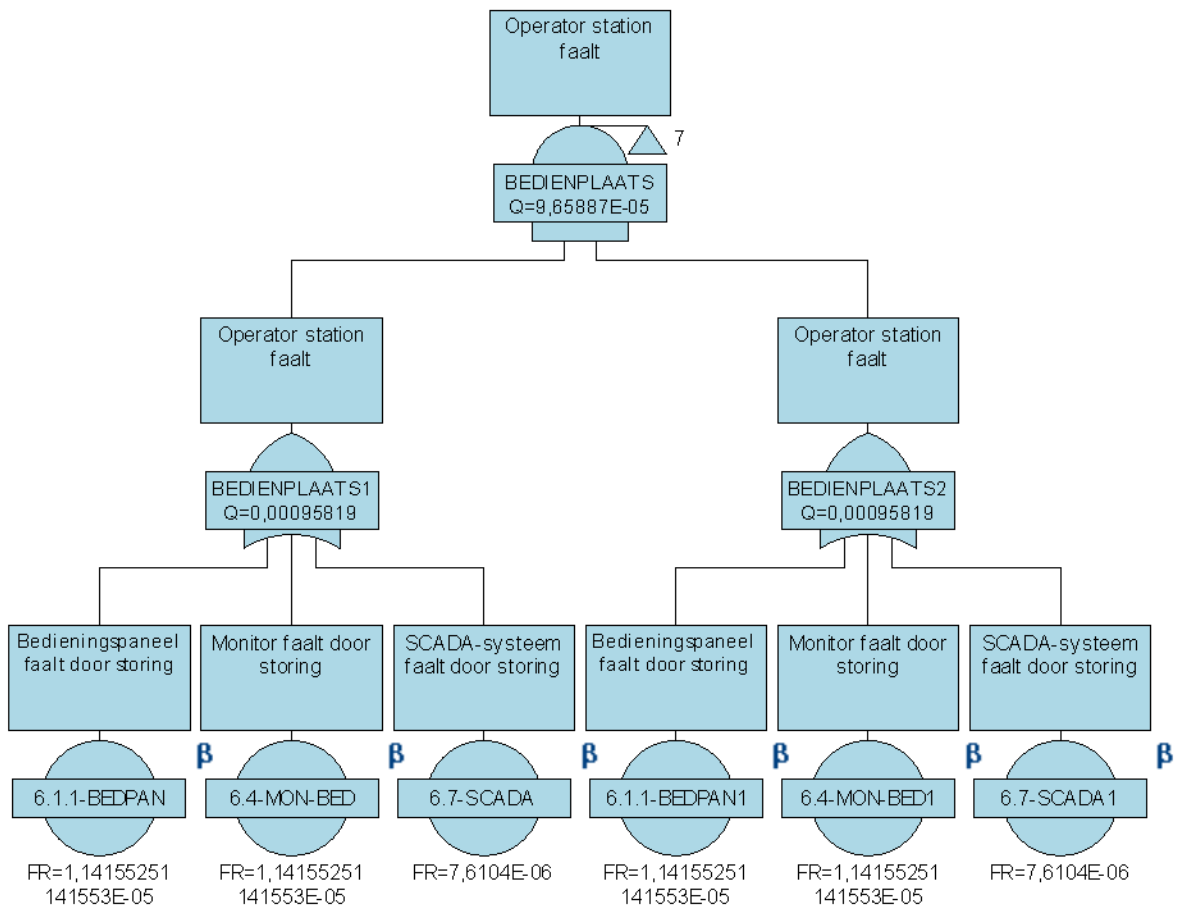 Operator station
faalt
7
BEDIENPLAATS
Q=9,65887E-05
Operator station
faalt
Operator station
faalt
BEDIENPLAATS1
Q=0,00095819
BEDIENPLAATS2
Q=0,00095819
Bedieningspaneel
faalt door storing
Monitor faalt door
storing
SCADA-systeem
faalt door storing
Bedieningspaneel
faalt door storing
Monitor faalt door
storing
SCADA-systeem
faalt door storing
β
β
β
β
β
β
6.1.1-BEDPAN
6.4-MON-BED
6.7-SCADA
6.1.1-BEDPAN1
6.4-MON-BED1
6.7-SCADA1
FR=1,14155251
141553E-05
FR=1,14155251
141553E-05
FR=7,6104E-06
FR=1,14155251
141553E-05
FR=1,14155251
141553E-05
FR=7,6104E-06